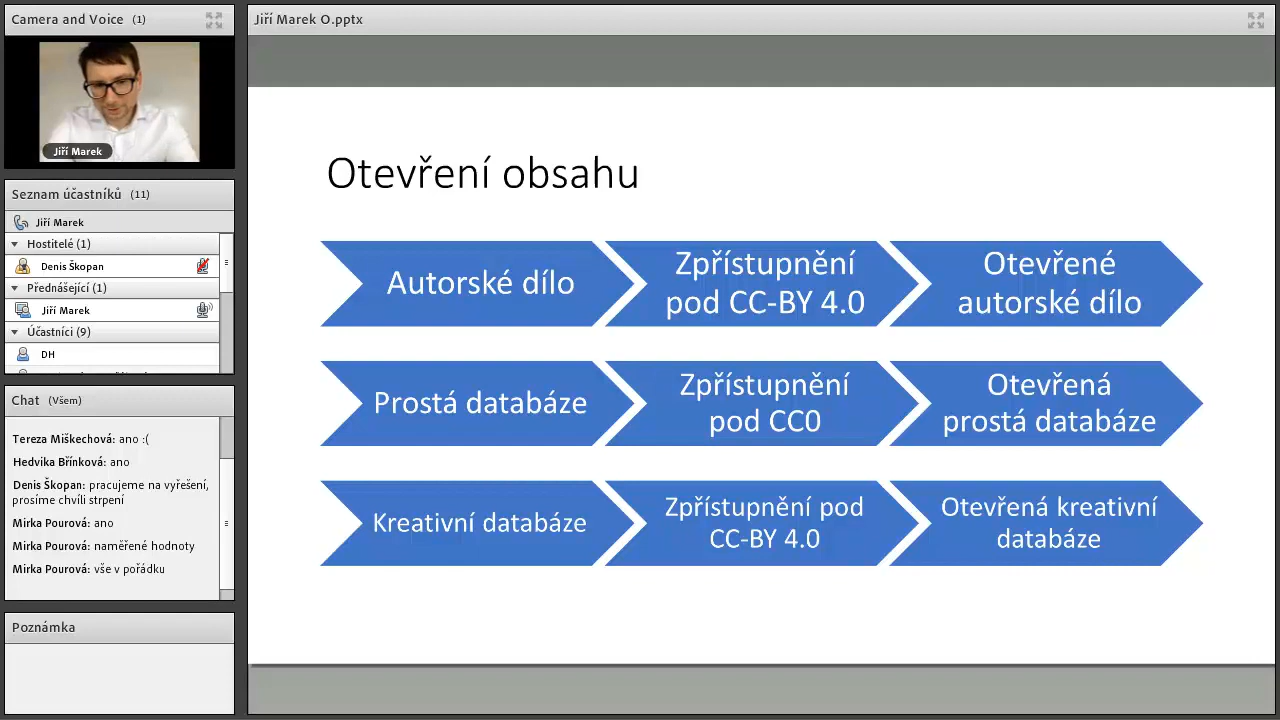 Camera and Voice (1)
Jiří Marek
Seznam účastníků (11)
Jiří Marek
Hostitelé (1)
Denis Škopan
Přednášející (1)
Jiří Marek
Účastníci (9)
DH
Chat (Všem)
Tereza Miškechová: ano :(
Hedvika Břínková: ano
Denis Škopan: pracujeme na vyřešení,
prosíme chvíli strpení
Mirka Pourová: ano
Mirka Pourová: naměřené hodnoty
Mirka Pourová: vše v pořádku
Poznámka
Jiří Marek O.pptx
Otevření obsahu
Autorské dílo
Zpřístupnění
pod CC-BY 4.0
Otevřené
autorské dílo
Prostá databáze
Zpřístupnění
pod CC0
Otevřená
prostá databáze
Kreativní databáze
Zpřístupnění pod
CC-BY 4.0
Otevřená kreativní
databáze